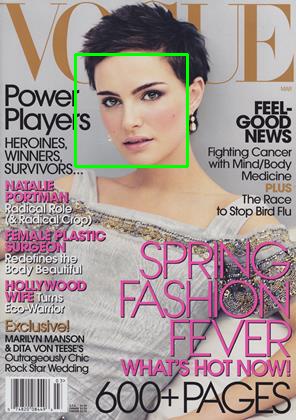 VOGUE
MAR
Power
Players
HEROINES,
WINNERS,
SURVIVORS...
NATALIE
PORTMAN
Radical Role
(& Radical Crop)
FEMALE PLASTIC
SURGEON
Redefines the
Body Beautiful
HOLLYWOOD
WIFE Turns
Eco-Warrior
Exclusive!
MARILYN MANSON
& DITA VON TEESE'S
Outrageously Chic
Rock Star Wedding
FEEL-
GOOD
NEWS
Fighting Cancer
with Mind/Body
Medicine
PLUS
The Race
to Stop Bird Flu
SPRING
FASHION
FEVER
WHAT'S HOT NOW!
600+ PAGES